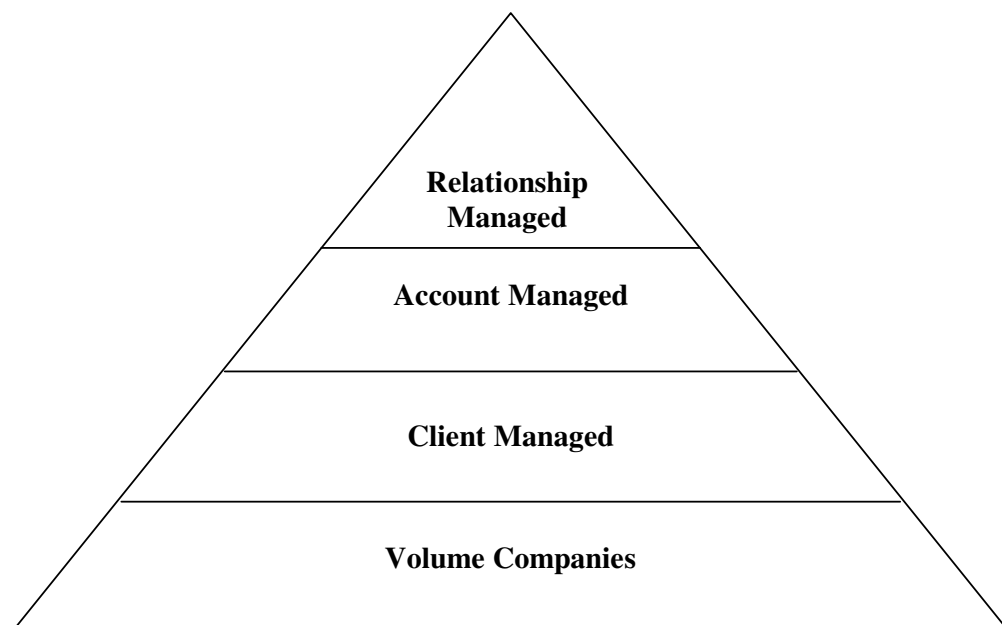 Relationship
Managed
Account Managed
Client Managed
Volume Companies